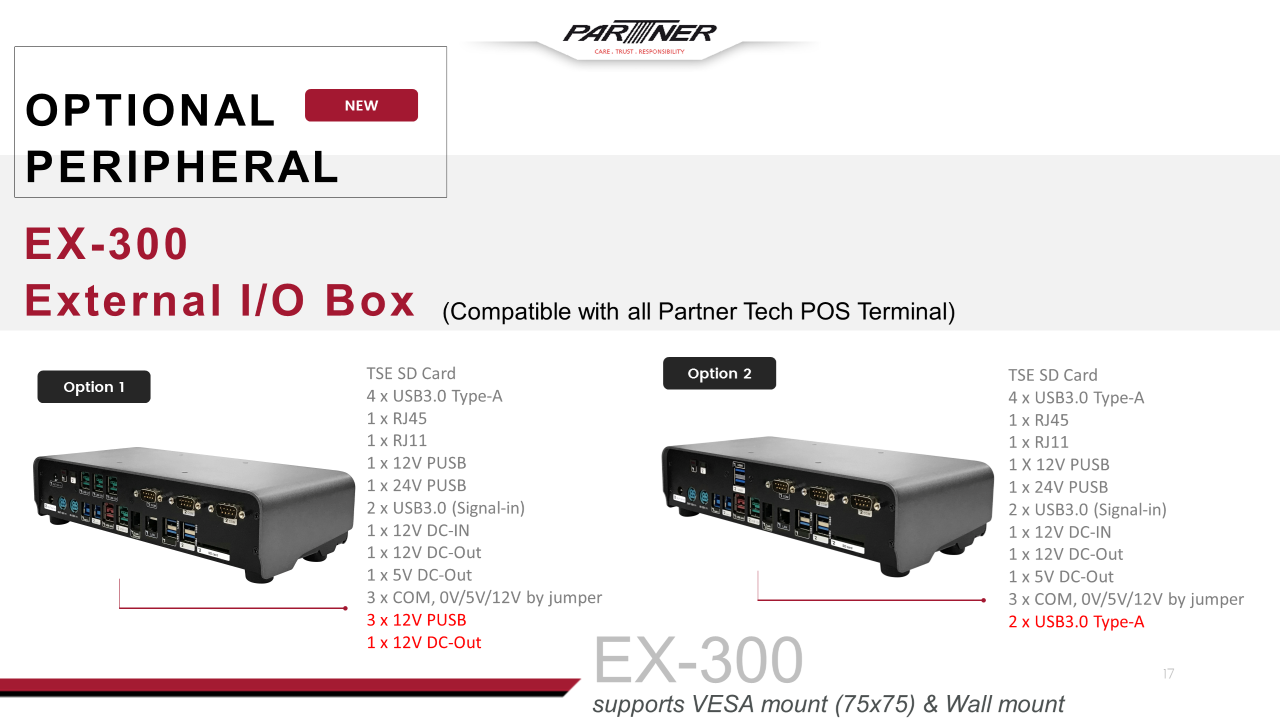 PARTNER
CARE . TRUST . RESPONSIBILITY
OPTIONAL
NEW
PERIPHERAL
EX-300
External I/O Box (Compatible with all Partner Tech POS Terminal)
Option 1
TSE SD Card
4 x USB3.0 Type-A
1 x RJ45
1 x RJ11
1 x 12V PUSB
1 x 24V PUSB
2 x USB3.0 (Signal-in)
1 x 12V DC-IN
1 x 12V DC-Out
1 x 5V DC-Out
3 x COM, 0V/5V/12V by jumper
3 x 12V PUSB
1 x 12V DC-Out
Option 2
TSE SD Card
4 x USB3.0 Type-A
1 x RJ45
1 x RJ11
1 X 12V PUSB
1 x 24V PUSB
2 x USB3.0 (Signal-in)
1 x 12V DC-IN
1 x 12V DC-Out
1 x 5V DC-Out
3 x COM, 0V/5V/12V by jumper
2 x USB3.0 Type-A
EX-300
supports VESA mount (75x75) & Wall mount
17